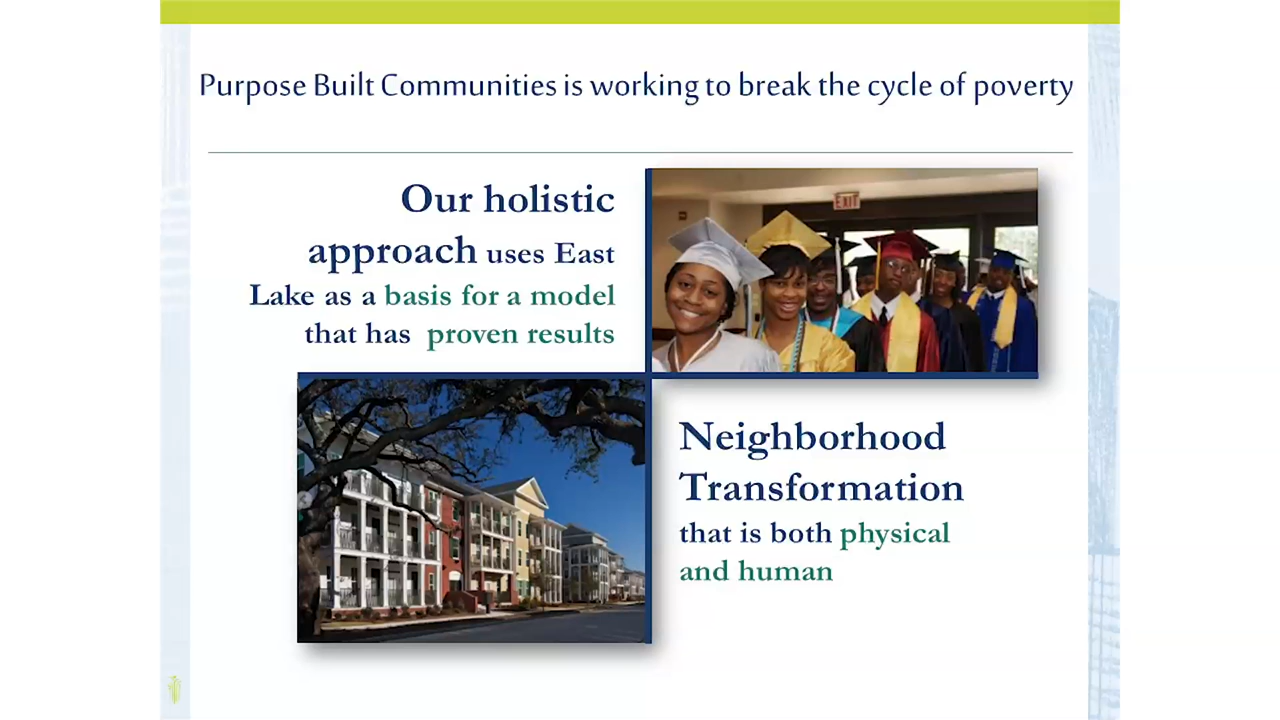 Purpose Built Communities is working to break the cycle of poverty
Our holistic
approach uses East
Lake as a basis for a model
that has proven results
EXIT
Neighborhood
Transformation
that is both physical
and human